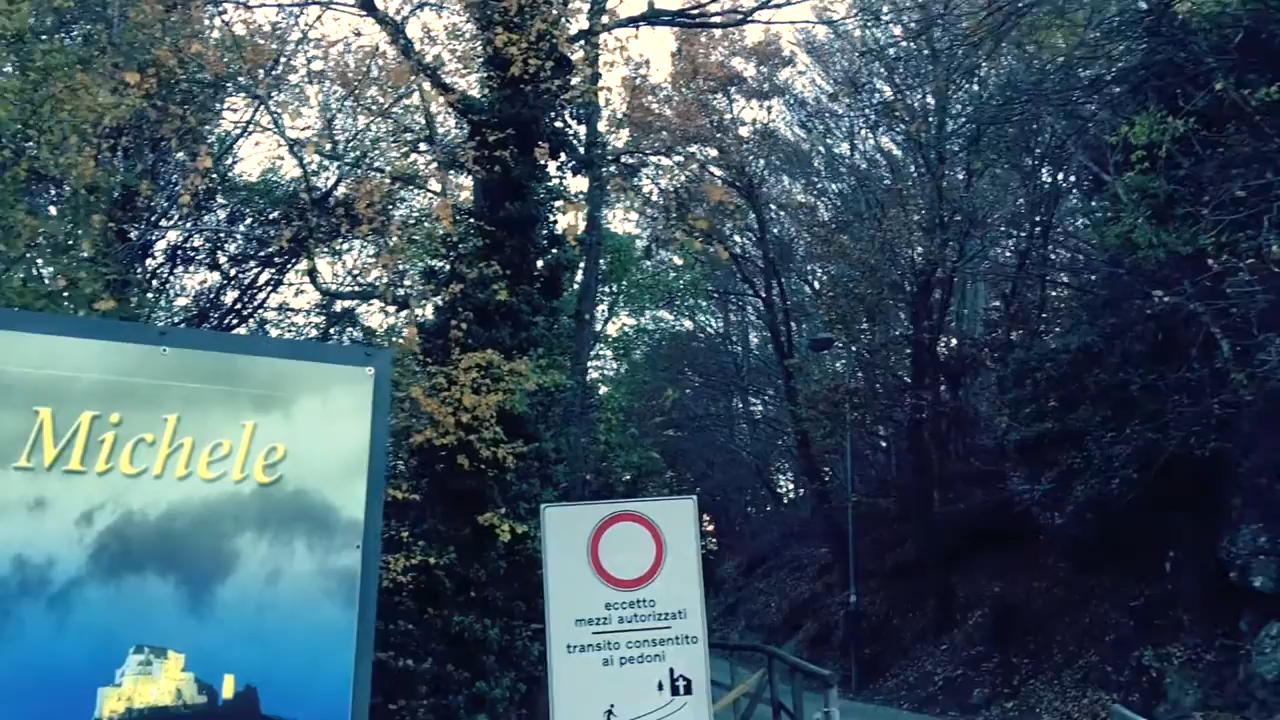 Michele
eccetto
mezzi autorizzati
transito consentito
ai pedoni